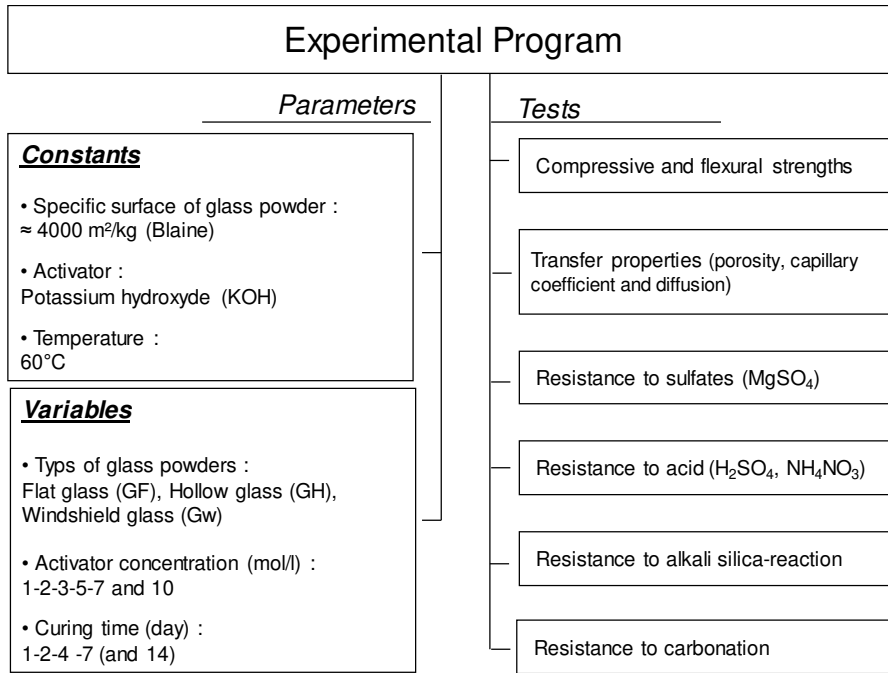 Experimental Program
Parameters
Constants
• Specific surface of glass powder :
≈ 4000 m²/kg (Blaine)
• Activator :
Potassium hydroxyde (KOH)
• Temperature :
60°C
Variables
• Typs of glass powders :
Flat glass (GF), Hollow glass (GH),
Windshield glass (Gw)
• Activator concentration (mol/l) :
1-2-3-5-7 and 10
• Curing time (day) :
1-2-4 -7 (and 14)
Tests
Compressive and flexural strengths
Transfer properties (porosity, capillary
coefficient and diffusion)
Resistance to sulfates (MgSO₄)
Resistance to acid (H₂SO₄, NH₄NO₃)
Resistance to alkali silica-reaction
Resistance to carbonation